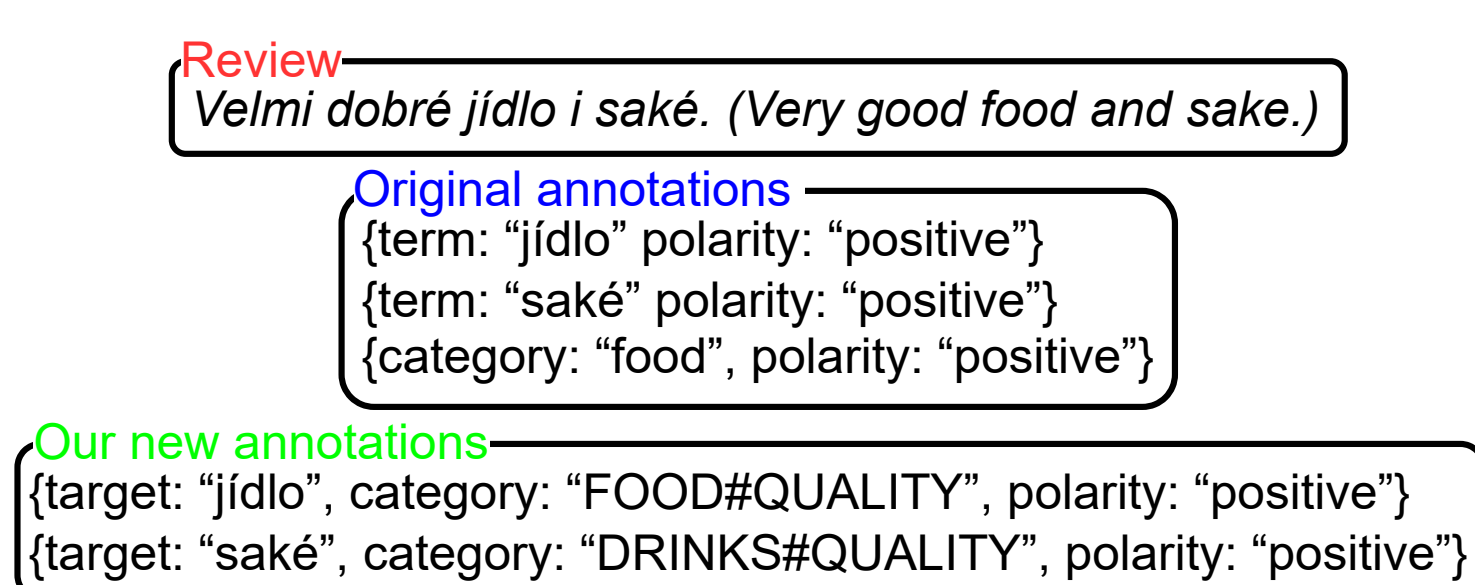 Review
Velmi dobré jídlo i saké. (Very good food and sake.)
Original annotations
{term: “jídlo” polarity: “positive”}
{term: “saké” polarity: “positive”}
{category: “food”, polarity: “positive”}
Our new annotations
{target: “jídlo”, category: “FOOD#QUALITY”, polarity: “positive”}
{target: “saké”, category: “DRINKS#QUALITY”, polarity: “positive”}